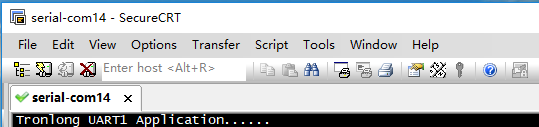 serial-com14 - SecureCRT
File Edit View Options Transfer Script Tools Window Help
Enter host <Alt+R>
serial-com14 ×
Tronlong UART1 Application......